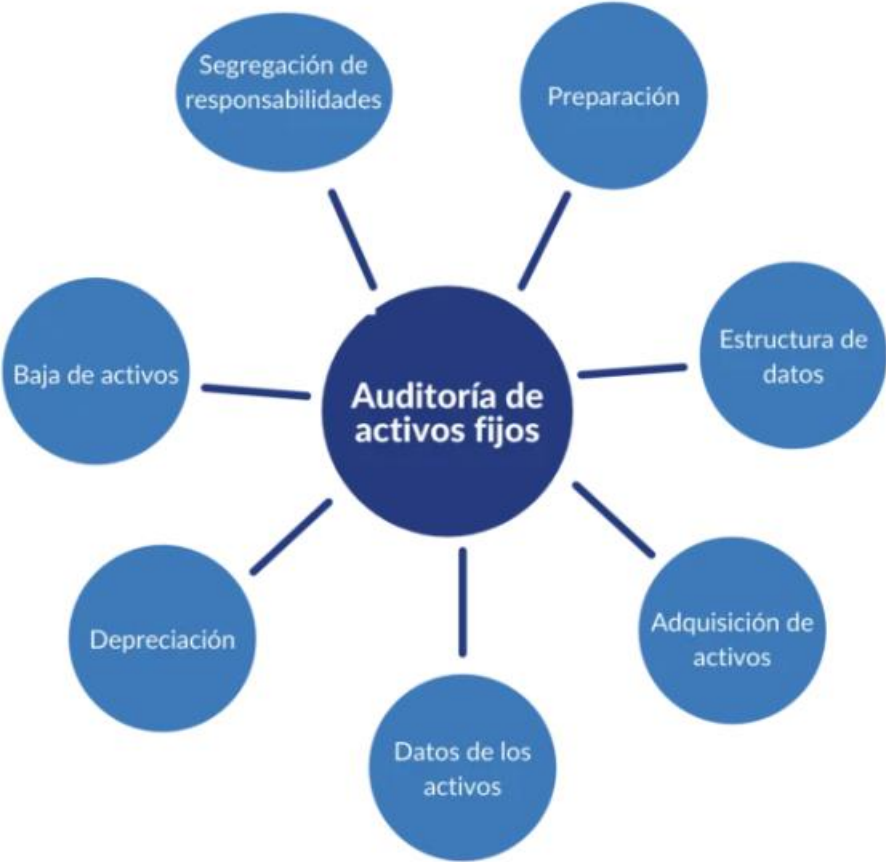 Segregación de
responsabilidades
Preparación
Estructura de
datos
Baja de activos
Auditoría de
activos fijos
Adquisición de
activos
Depreciación
Datos de los
activos